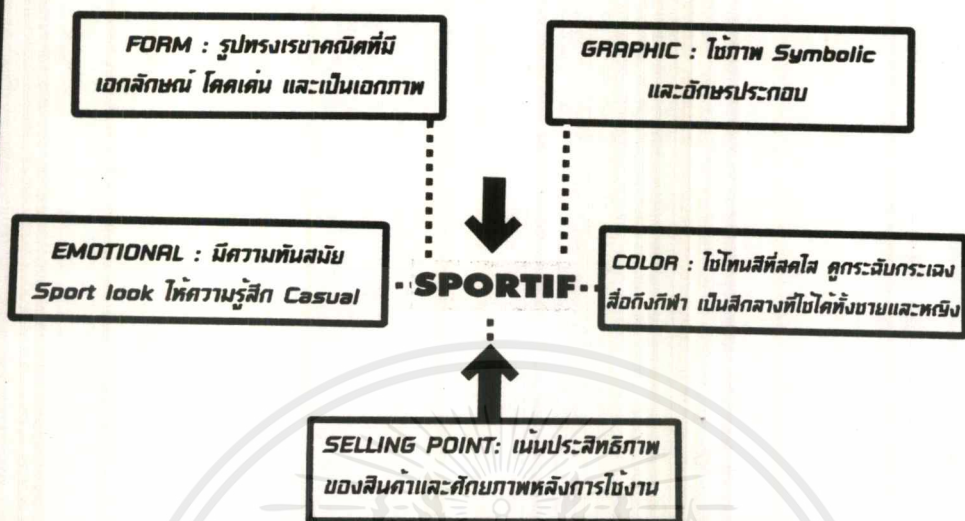 FORM : รูปทรงเรขาคณิตที่มี
เอกลักษณ์ โดดเด่น และเป็นเอกภาพ
GRAPHIC : ใช้ภาพ Symbolic
และอักษรประกอบ
EMOTIONAL : มีความทันสมัย
Sport look ให้ความรู้สึก Casual
SPORTIF
COLOR : ใช้โทนสีที่สดใส ดูกระฉับกระเฉง
สื่อถึงกีฬา เป็นสีกลางที่ใช้ได้ทั้งชายและหญิง
SELLING POINT: เน้นประสิทธิภาพ
ของสินค้าและศักยภาพหลังการใช้งาน